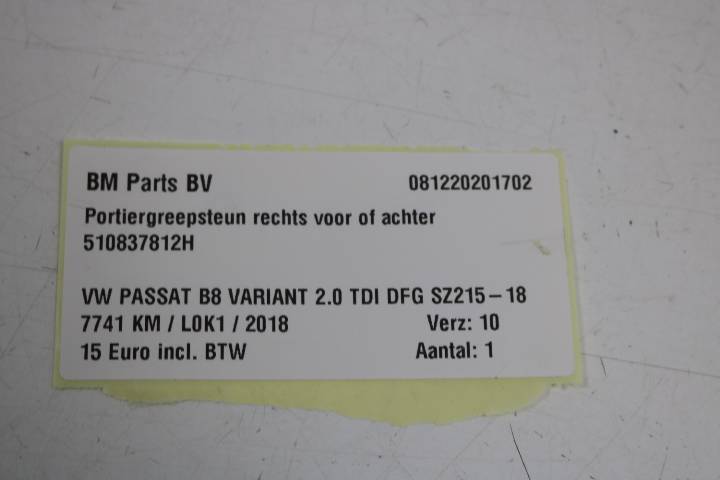 BM Parts BV 081220201702
Portiergreepsteun rechts voor of achter
510837812H
VW PASSAT B8 VARIANT 2.0 TDI DFG SZ215-18
7741 KM / L0K1 / 2018 Verz: 10
15 Euro incl. BTW Aantal: 1